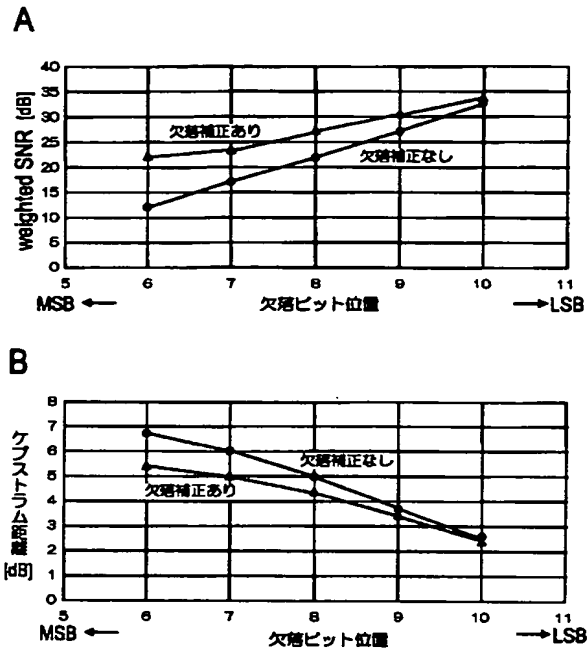 A
weighted SNR [dB]
40
35
30
25
20
15
10
5
0
欠落補正あり
欠落補正なし
5 6 7 8 9 10 11
MSB ← 欠落ビット位置 → LSB
B
ケプストラム距離 [dB]
8
7
6
5
4
3
2
1
0
欠落補正なし
欠落補正あり
5 6 7 8 9 10 11
MSB ← 欠落ビット位置 → LSB